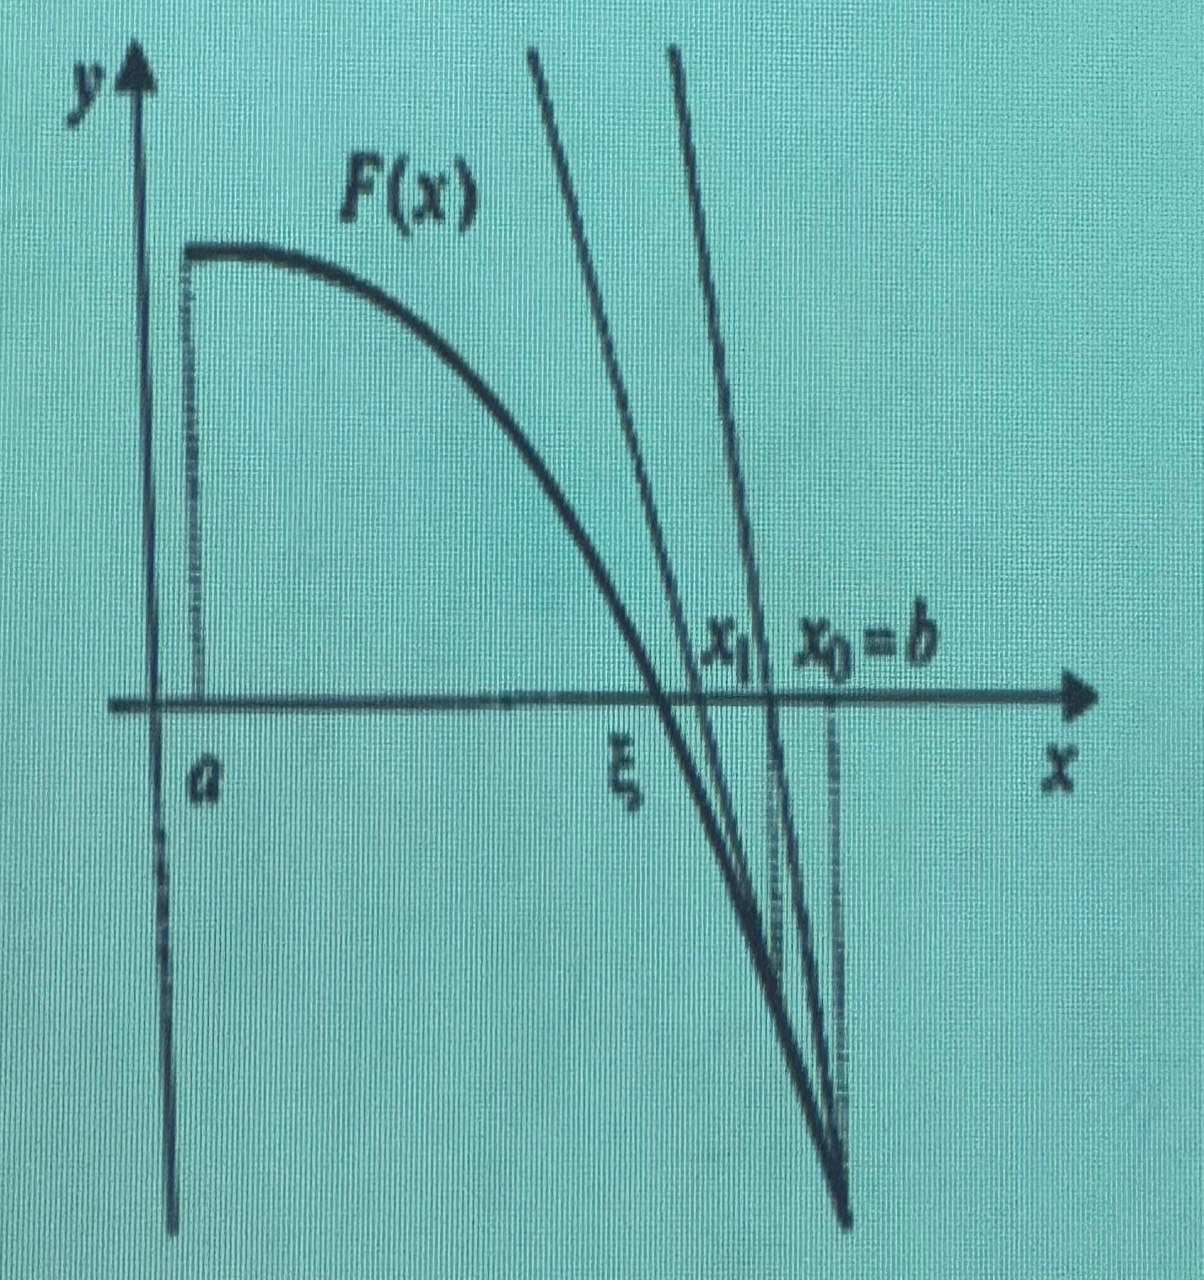 y
F(x)
x₁ x₀=b
a ξ x